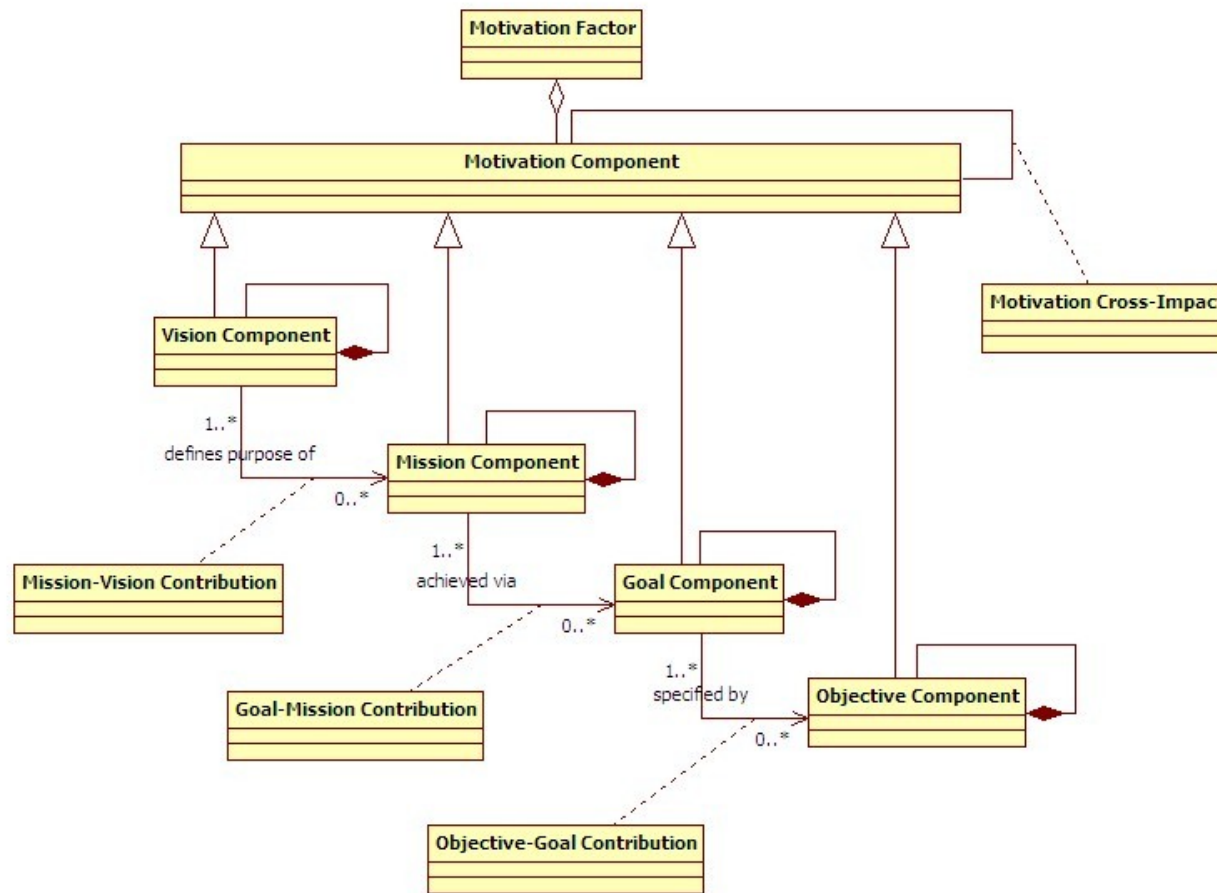 Motivation Factor
Motivation Component
Motivation Cross-Impac
Vision Component
1..*
defines purpose of
0..*
Mission Component
Mission-Vision Contribution
1..*
achieved via
0..*
Goal Component
Goal-Mission Contribution
1..*
specified by
0..*
Objective Component
Objective-Goal Contribution